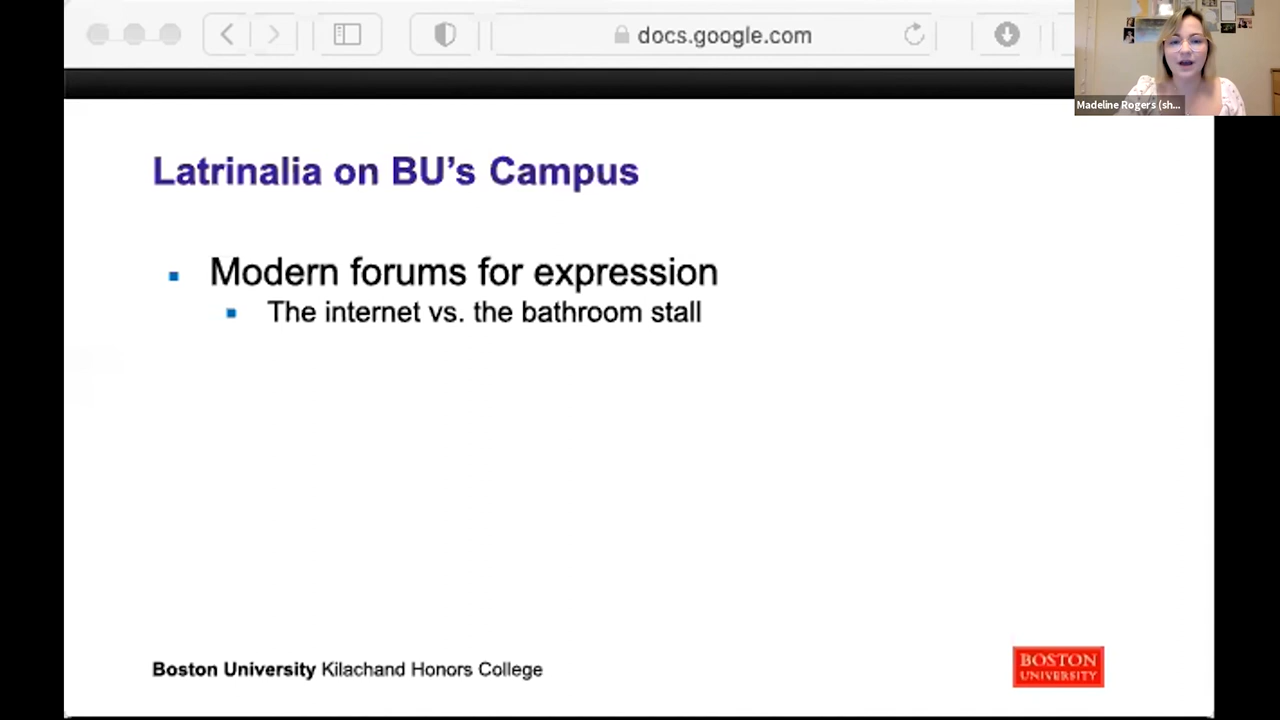 docs.google.com
Madeline Rogers (sh...
Latrinalia on BU's Campus
Modern forums for expression
The internet vs. the bathroom stall
Boston University Kilachand Honors College
BOSTON
UNIVERSITY